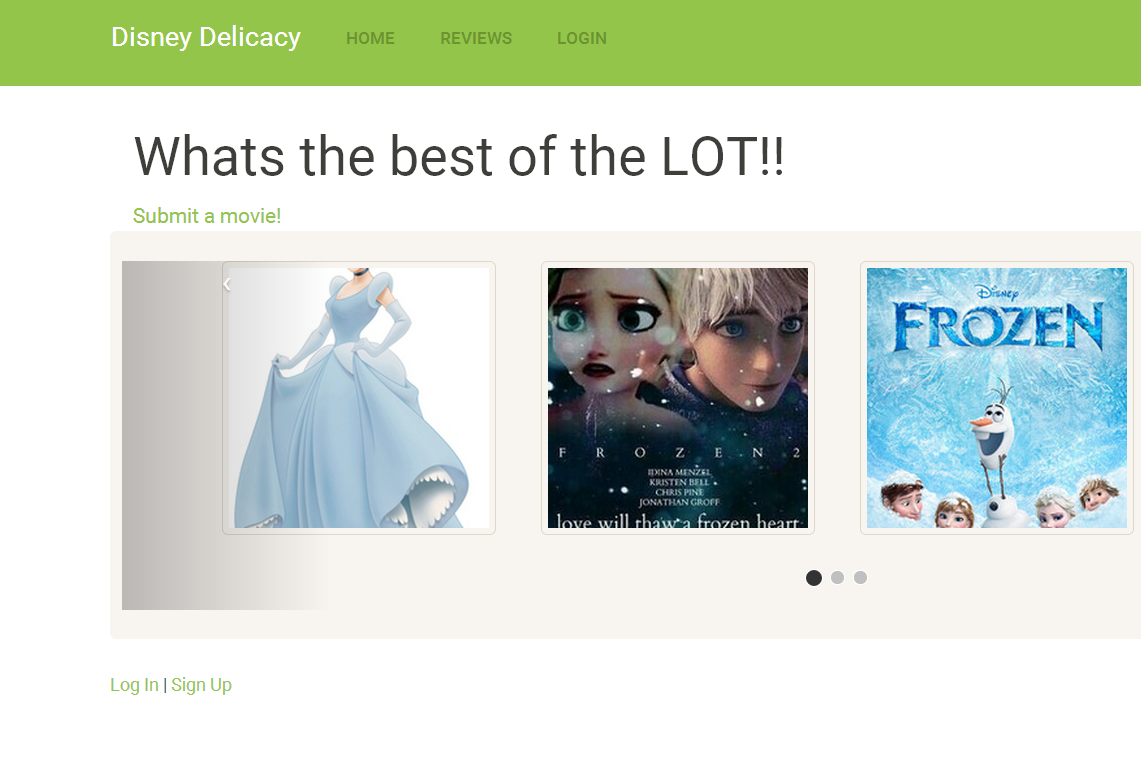 Disney Delicacy HOME REVIEWS LOGIN
Whats the best of the LOT!!
Submit a movie!
F R O Z E N 2
IDINA MENZEL
KRISTEN BELL
CHRIS PINE
JONATHAN GROFF
love will thaw a frozen heart
Disney
FROZEN
Log In | Sign Up